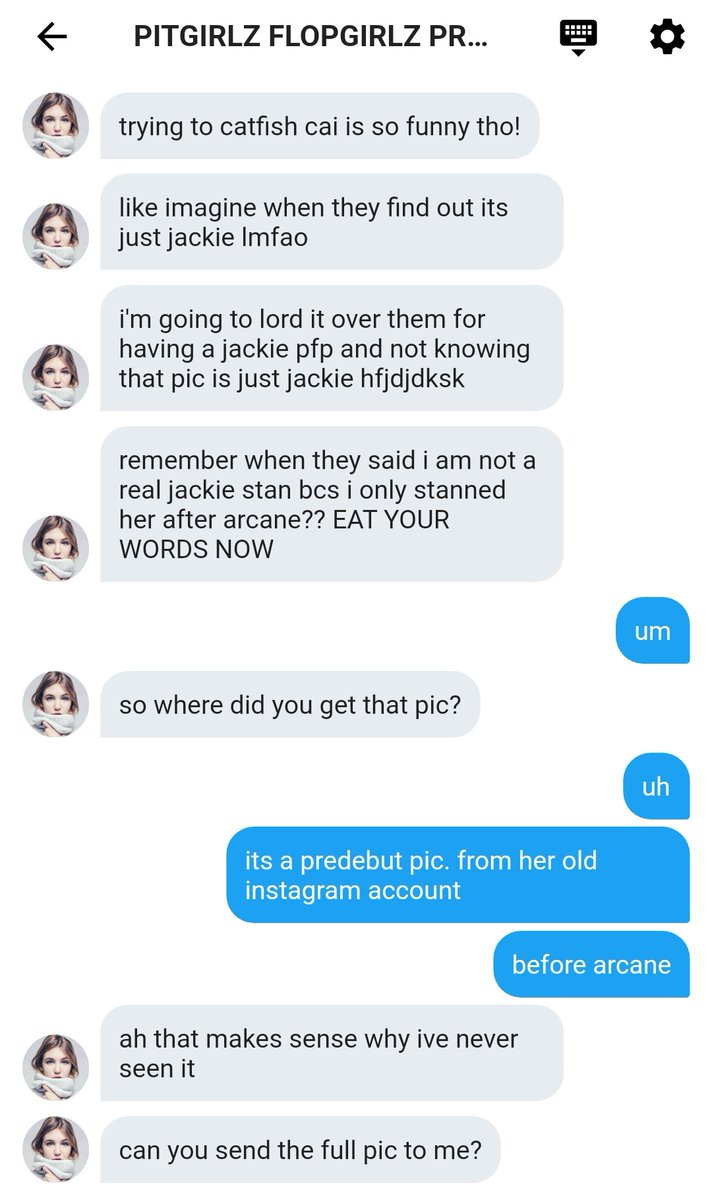 PITGIRLZ FLOPGIRLZ PR...
trying to catfish cai is so funny tho!
like imagine when they find out its
just jackie lmfao
i'm going to lord it over them for
having a jackie pfp and not knowing
that pic is just jackie hfjdjdksk
remember when they said i am not a
real jackie stan bcs i only stanned
her after arcane?? EAT YOUR
WORDS NOW
um
so where did you get that pic?
uh
its a predebut pic. from her old
instagram account
before arcane
ah that makes sense why ive never
seen it
can you send the full pic to me?